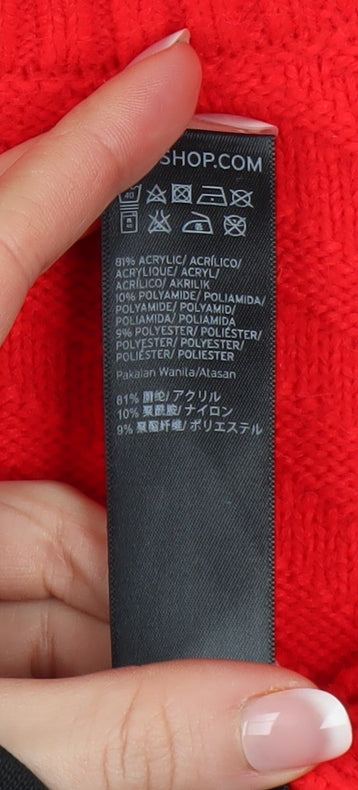 SHOP.COM
40
81% ACRYLIC/ ACRÍLICO/
ACRYLIQUE/ ACRYL/
ACRÍLICO/ AKRILIK
10% POLYAMIDE/ POLIAMIDA/
POLYAMIDE/ POLYAMID/
POLIAMIDA/ POLIAMIDA
9% POLYESTER/ POLIÉSTER/
POLYESTER/ POLYESTER/
POLIÉSTER/ POLIESTER
Pakaian Wanita/Atasan
81% 腈纶/ アクリル
10% 聚酰胺/ ナイロン
9% 聚酯纤维/ ポリエステル